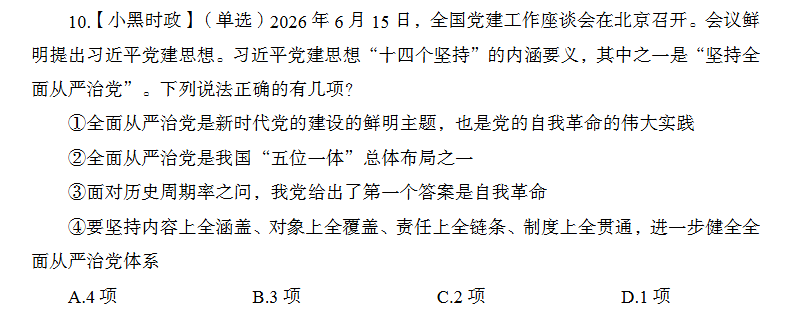 10.【小黑时政】（单选）2026 年 6 月 15 日，全国党建工作座谈会在北京召开。会议鲜
明提出习近平党建思想。习近平党建思想“十四个坚持”的内涵要义，其中之一是“坚持全
面从严治党”。下列说法正确的有几项?
①全面从严治党是新时代党的建设的鲜明主题，也是党的自我革命的伟大实践
②全面从严治党是我国“五位一体”总体布局之一
③面对历史周期率之问，我党给出了第一个答案是自我革命
④要坚持内容上全涵盖、对象上全覆盖、责任上全链条、制度上全贯通，进一步健全全
面从严治党体系
A.4 项 B.3 项 C.2 项 D.1 项